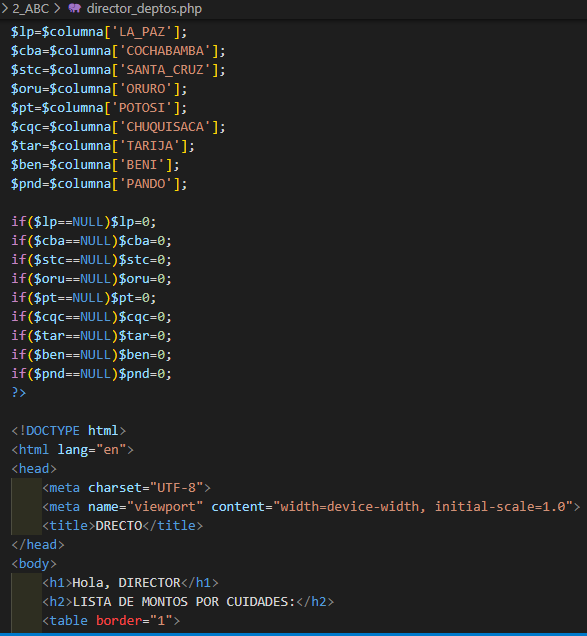 > 2_ABC > director_deptos.php
$lp=$columna['LA_PAZ'];
$cba=$columna['COCHABAMBA'];
$stc=$columna['SANTA_CRUZ'];
$oru=$columna['ORURO'];
$pt=$columna['POTOSI'];
$cqc=$columna['CHUQUISACA'];
$tar=$columna['TARIJA'];
$ben=$columna['BENI'];
$pnd=$columna['PANDO'];

if($lp==NULL)$lp=0;
if($cba==NULL)$cba=0;
if($stc==NULL)$stc=0;
if($oru==NULL)$oru=0;
if($pt==NULL)$pt=0;
if($cqc==NULL)$cqc=0;
if($tar==NULL)$tar=0;
if($ben==NULL)$ben=0;
if($pnd==NULL)$pnd=0;
?>

<!DOCTYPE html>
<html lang="en">
<head>
    <meta charset="UTF-8">
    <meta name="viewport" content="width=device-width, initial-scale=1.0">
    <title>DRECTO</title>
</head>
<body>
    <h1>Hola, DIRECTOR</h1>
    <h2>LISTA DE MONTOS POR CUIDADES:</h2>
    <table border="1">